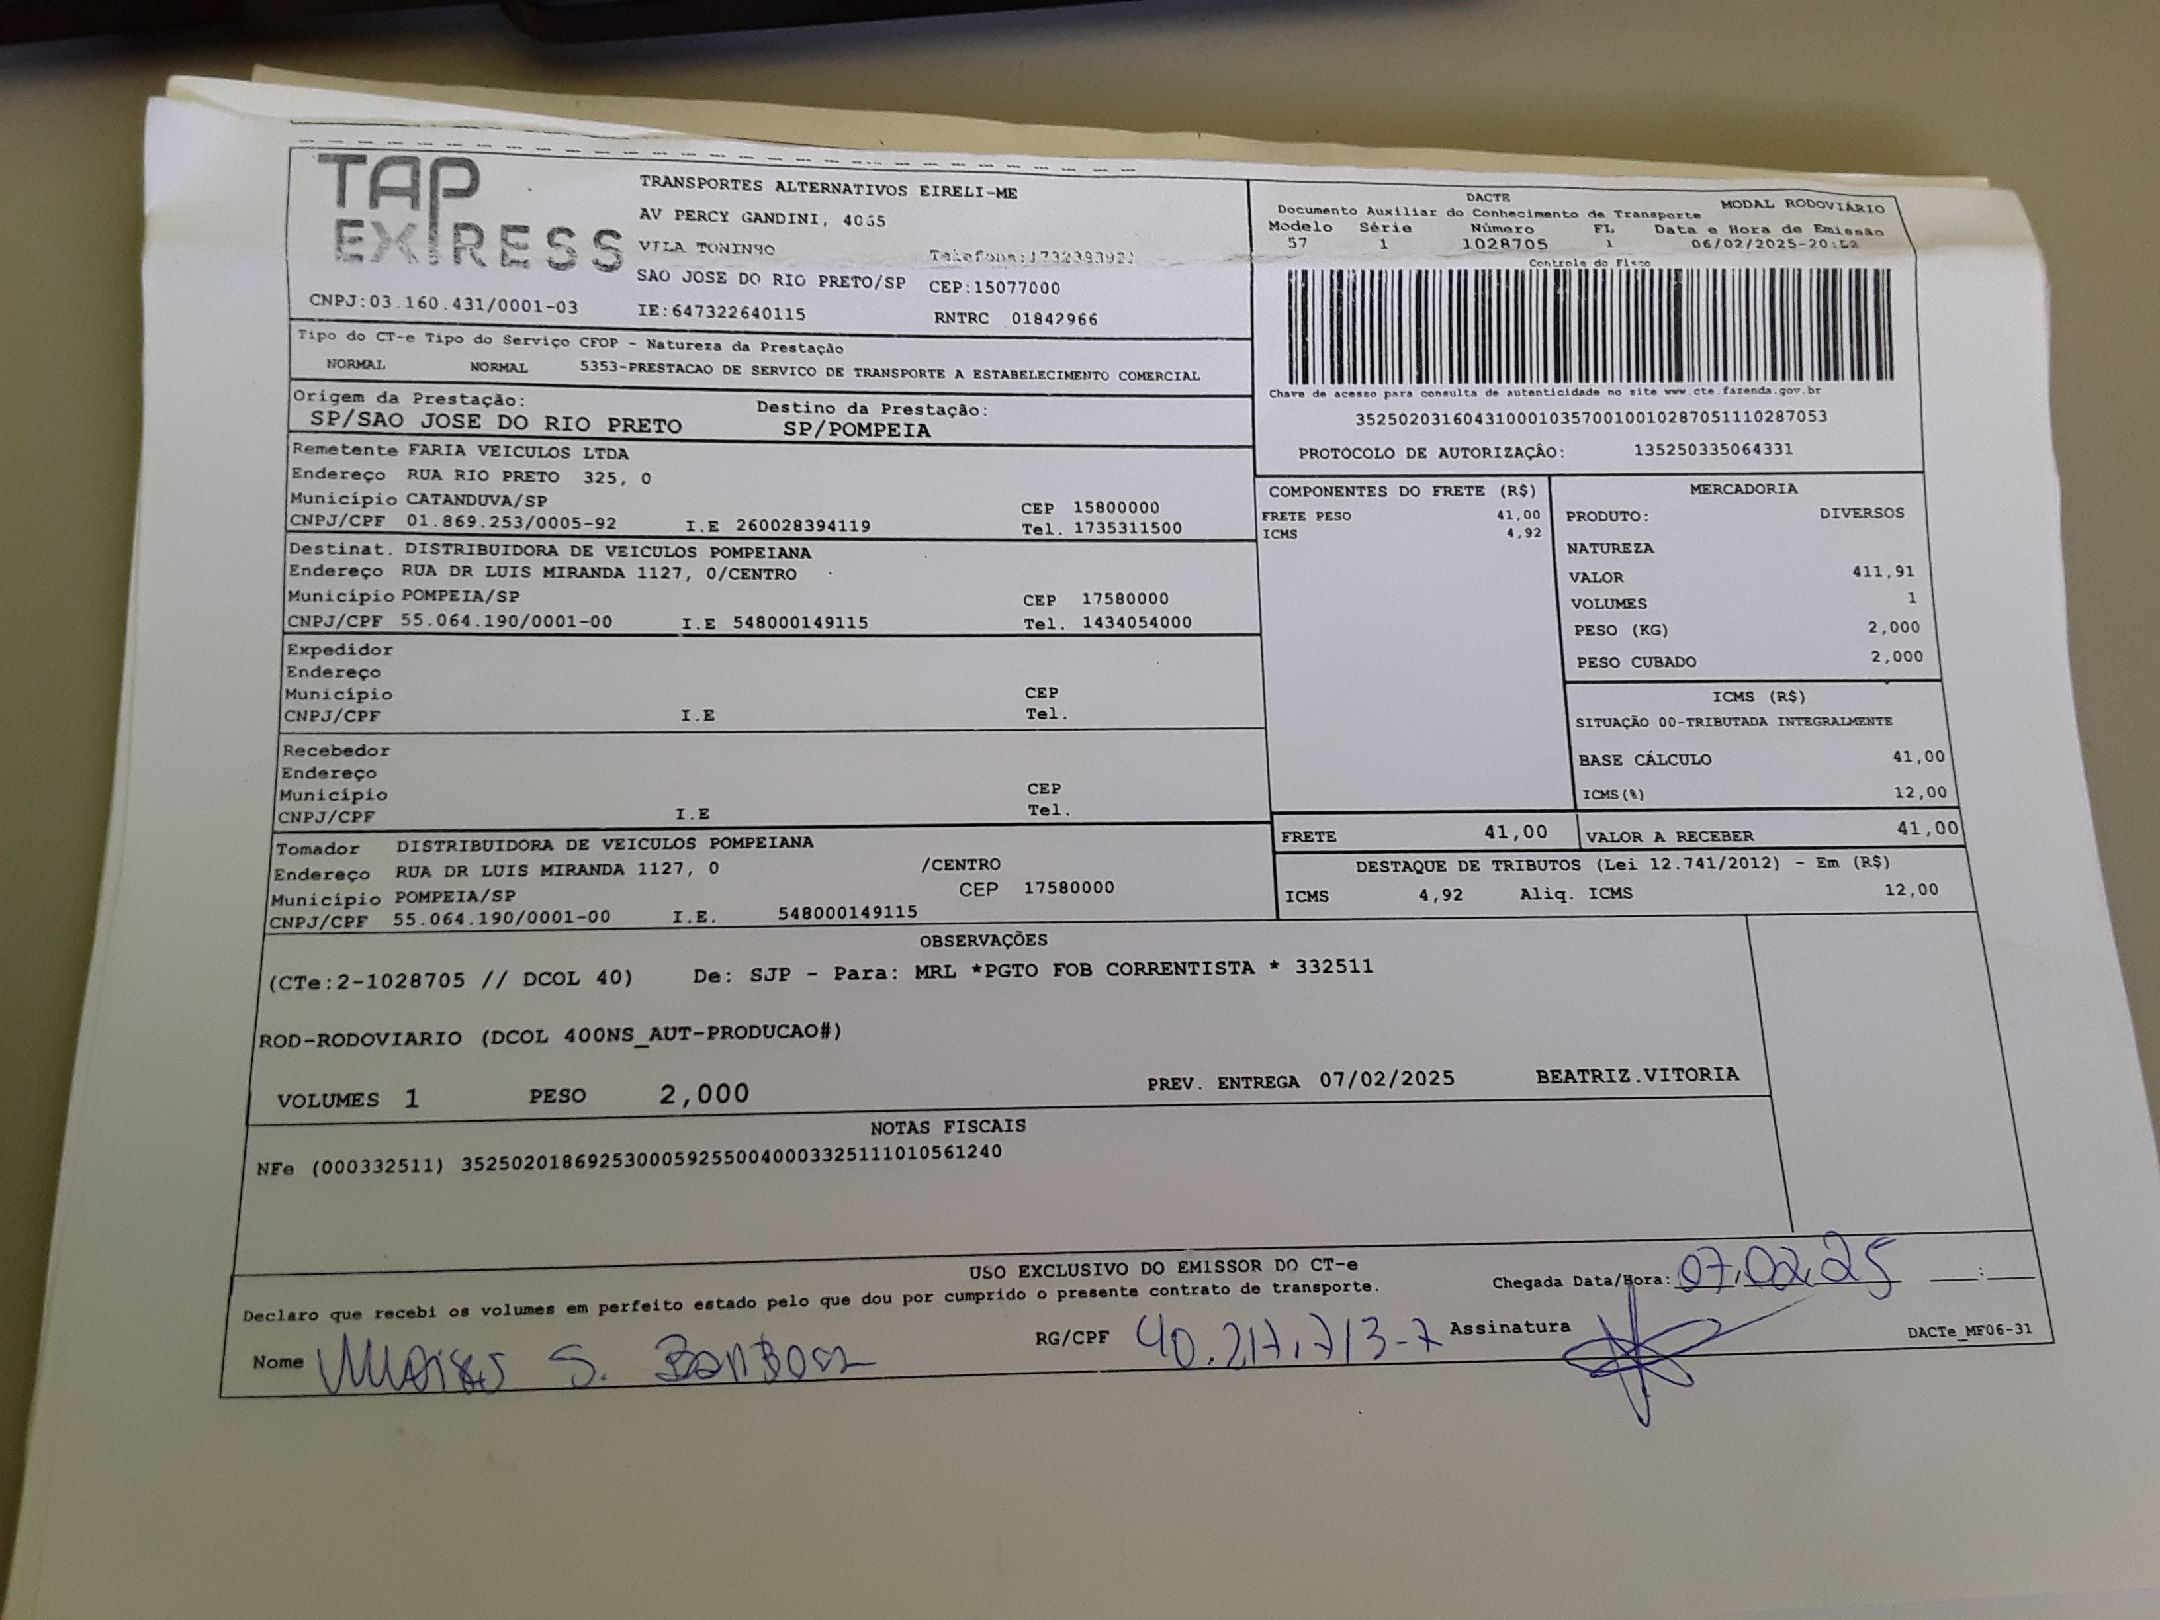 TAP EXPRESS
TRANSPORTES ALTERNATIVOS EIRELI-ME
AV PERCY GANDINI, 4065
VILA TONINHO
SAO JOSE DO RIO PRETO/SP CEP:15077000
CNPJ:03.160.431/0001-03 IE:647322640115 RNTRC 01842966
DACTE MODAL RODOVIÁRIO
Documento Auxiliar do Conhecimento de Transporte
Modelo Série Número FL Data e Hora de Emissão
57 1 1028705 1 06/02/2025-20:52
Controle do Fisco
Chave de acesso para consulta de autenticidade no site www.cte.fazenda.gov.br
35250203160431000103570010010287051110287053
PROTOCOLO DE AUTORIZAÇÂO: 135250335064331
Tipo do CT-e Tipo do Serviço CFOP - Natureza da Prestação
NORMAL NORMAL 5353-PRESTACAO DE SERVICO DE TRANSPORTE A ESTABELECIMENTO COMERCIAL
Origem da Prestação: Destino da Prestação:
SP/SAO JOSE DO RIO PRETO SP/POMPEIA
Remetente FARIA VEICULOS LTDA
Endereço RUA RIO PRETO 325, 0
Município CATANDUVA/SP CEP 15800000
CNPJ/CPF 01.869.253/0005-92 I.E 260028394119 Tel. 1735311500
Destinat. DISTRIBUIDORA DE VEICULOS POMPEIANA
Endereço RUA DR LUIS MIRANDA 1127, 0/CENTRO
Município POMPEIA/SP CEP 17580000
CNPJ/CPF 55.064.190/0001-00 I.E 548000149115 Tel. 1434054000
Expedidor
Endereço
Município CEP
CNPJ/CPF I.E Tel.
Recebedor
Endereço
Município CEP
CNPJ/CPF I.E Tel.
Tomador DISTRIBUIDORA DE VEICULOS POMPEIANA
Endereço RUA DR LUIS MIRANDA 1127, 0 /CENTRO
Município POMPEIA/SP CEP 17580000
CNPJ/CPF 55.064.190/0001-00 I.E. 548000149115
COMPONENTES DO FRETE (R$)
FRETE PESO 41,00
ICMS 4,92
MERCADORIA
PRODUTO: DIVERSOS
NATUREZA
VALOR 411,91
VOLUMES 1
PESO (KG) 2,000
PESO CUBADO 2,000
ICMS (R$)
SITUAÇÃO 00-TRIBUTADA INTEGRALMENTE
BASE CÁLCULO 41,00
ICMS(%) 12,00
FRETE 41,00 VALOR A RECEBER 41,00
DESTAQUE DE TRIBUTOS (Lei 12.741/2012) - Em (R$)
ICMS 4,92 Aliq. ICMS 12,00
OBSERVAÇÕES
(CTe:2-1028705 // DCOL 40) De: SJP - Para: MRL *PGTO FOB CORRENTISTA * 332511
ROD-RODOVIARIO (DCOL 400NS_AUT-PRODUCAO#)
VOLUMES 1 PESO 2,000 PREV. ENTREGA 07/02/2025 BEATRIZ.VITORIA
NOTAS FISCAIS
NFe (000332511) 35250201869253000592550040003325111010561240
USO EXCLUSIVO DO EMISSOR DO CT-e
Declaro que recebi os volumes em perfeito estado pelo que dou por cumprido o presente contrato de transporte.
Chegada Data/Hora: 07.02.25 __:__
Nome Moises S. Barbosa RG/CPF 40.217.713-7 Assinatura
DACTe_MF06-31